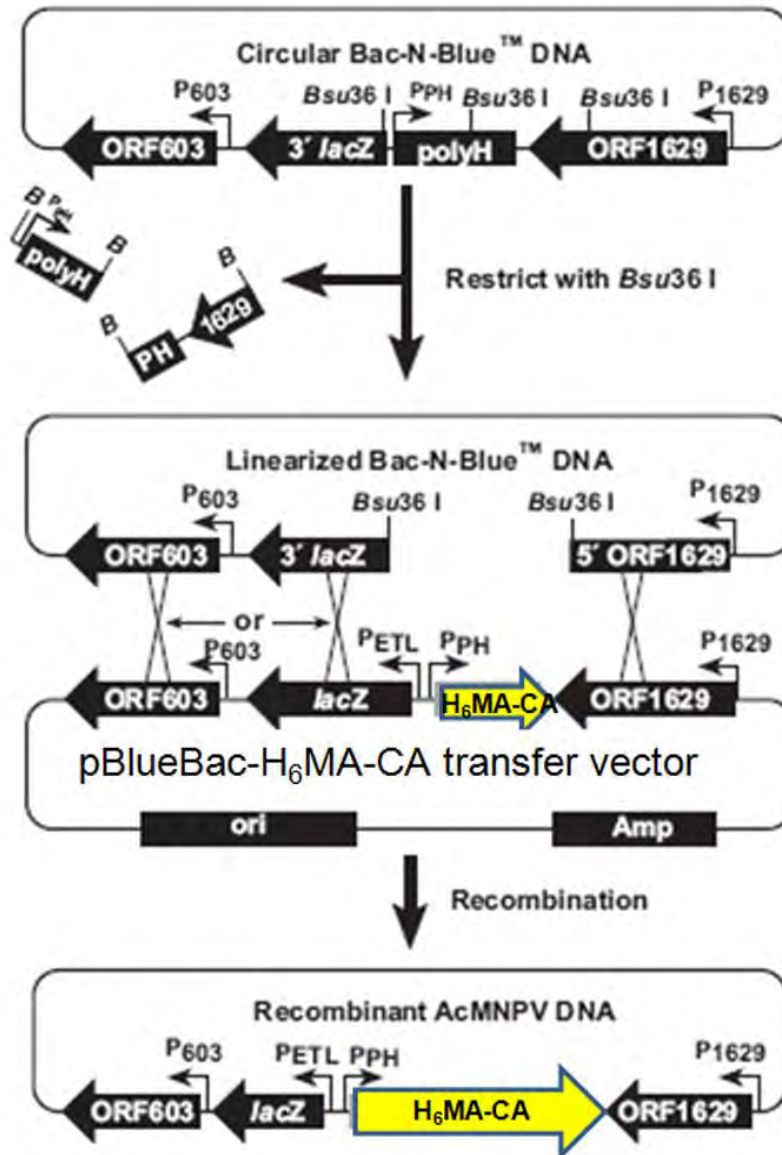 Circular Bac-N-Blue™ DNA
P603 Bsu36 I PPH Bsu36 I Bsu36 I P1629
ORF603 3´ lacZ polyH ORF1629
B PPH polyH B
B PH 1629 B
Restrict with Bsu36 I
Linearized Bac-N-Blue™ DNA
P603 Bsu36 I Bsu36 I P1629
ORF603 3´ lacZ 5´ ORF1629
or
P603 PETL PPH P1629
ORF603 lacZ H6MA-CA ORF1629
pBlueBac-H6MA-CA transfer vector
ori Amp
Recombination
Recombinant AcMNPV DNA
P603 PETL PPH P1629
ORF603 lacZ H6MA-CA ORF1629